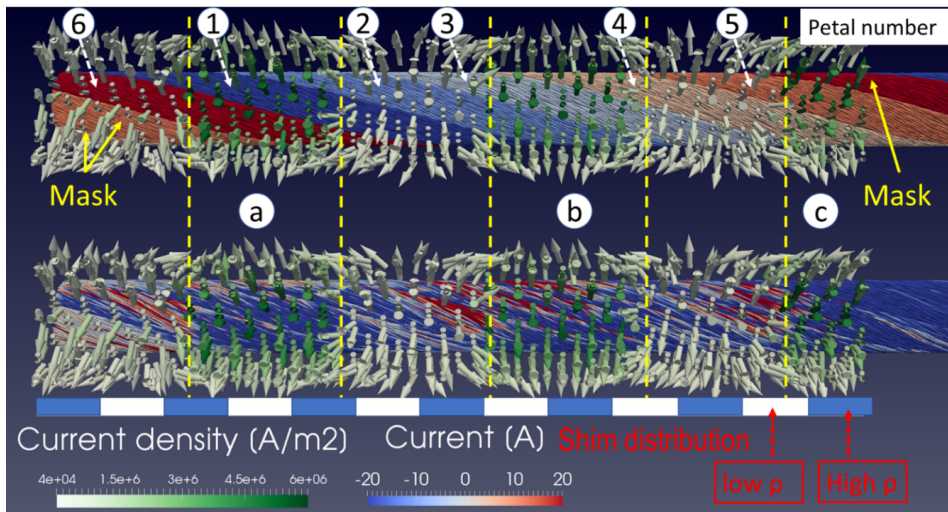 6
1
2
3
4
5
Petal number
Mask
Mask
a
b
c
Current density (A/m2)
Current (A)
Shim distribution
4e+04 1.5e+6 3e+6 4.5e+6 6e+06
-20 -10 0 10 20
low ρ
High ρ